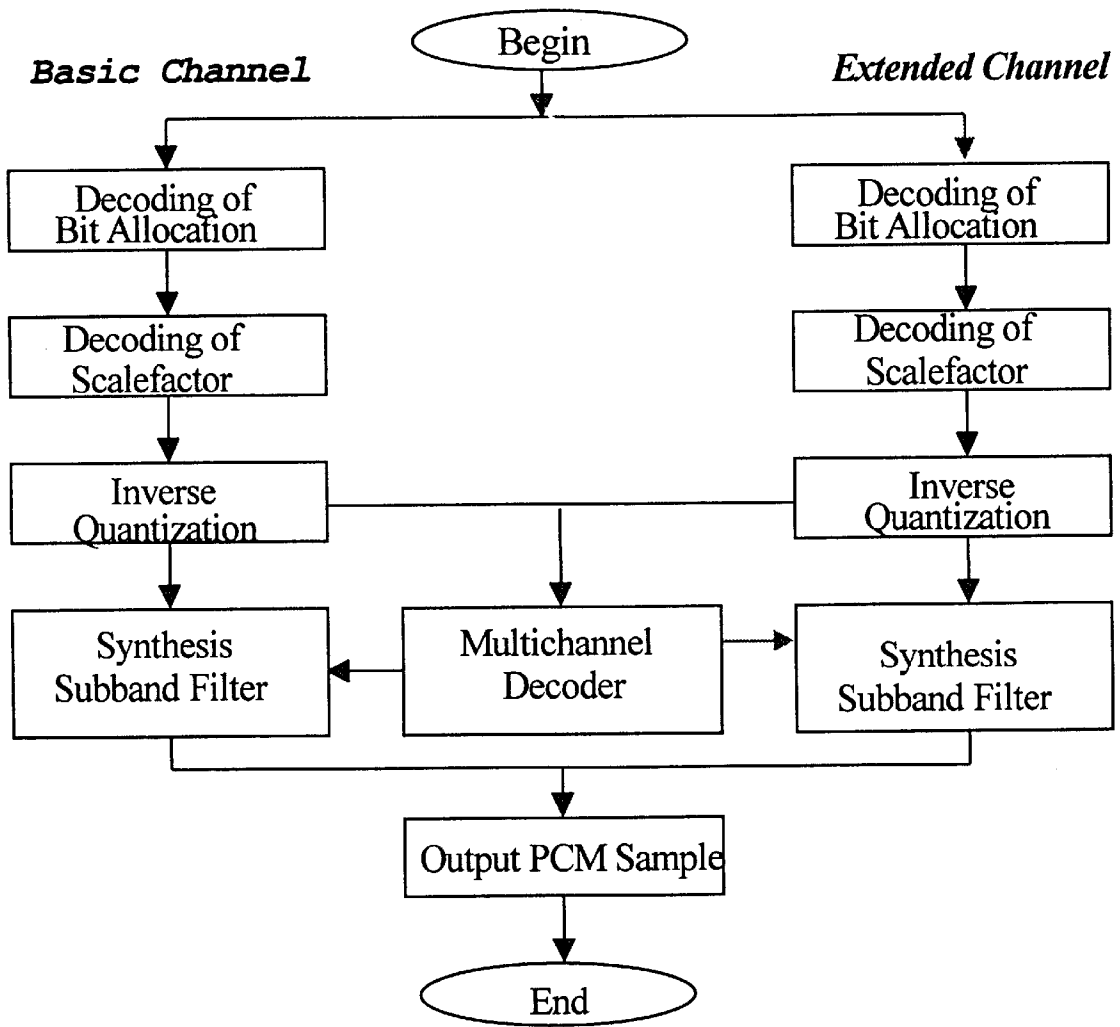 Begin
Basic Channel
Extended Channel
Decoding of
Bit Allocation
Decoding of
Bit Allocation
Decoding of
Scalefactor
Decoding of
Scalefactor
Inverse
Quantization
Inverse
Quantization
Synthesis
Subband Filter
Multichannel
Decoder
Synthesis
Subband Filter
Output PCM Sample
End